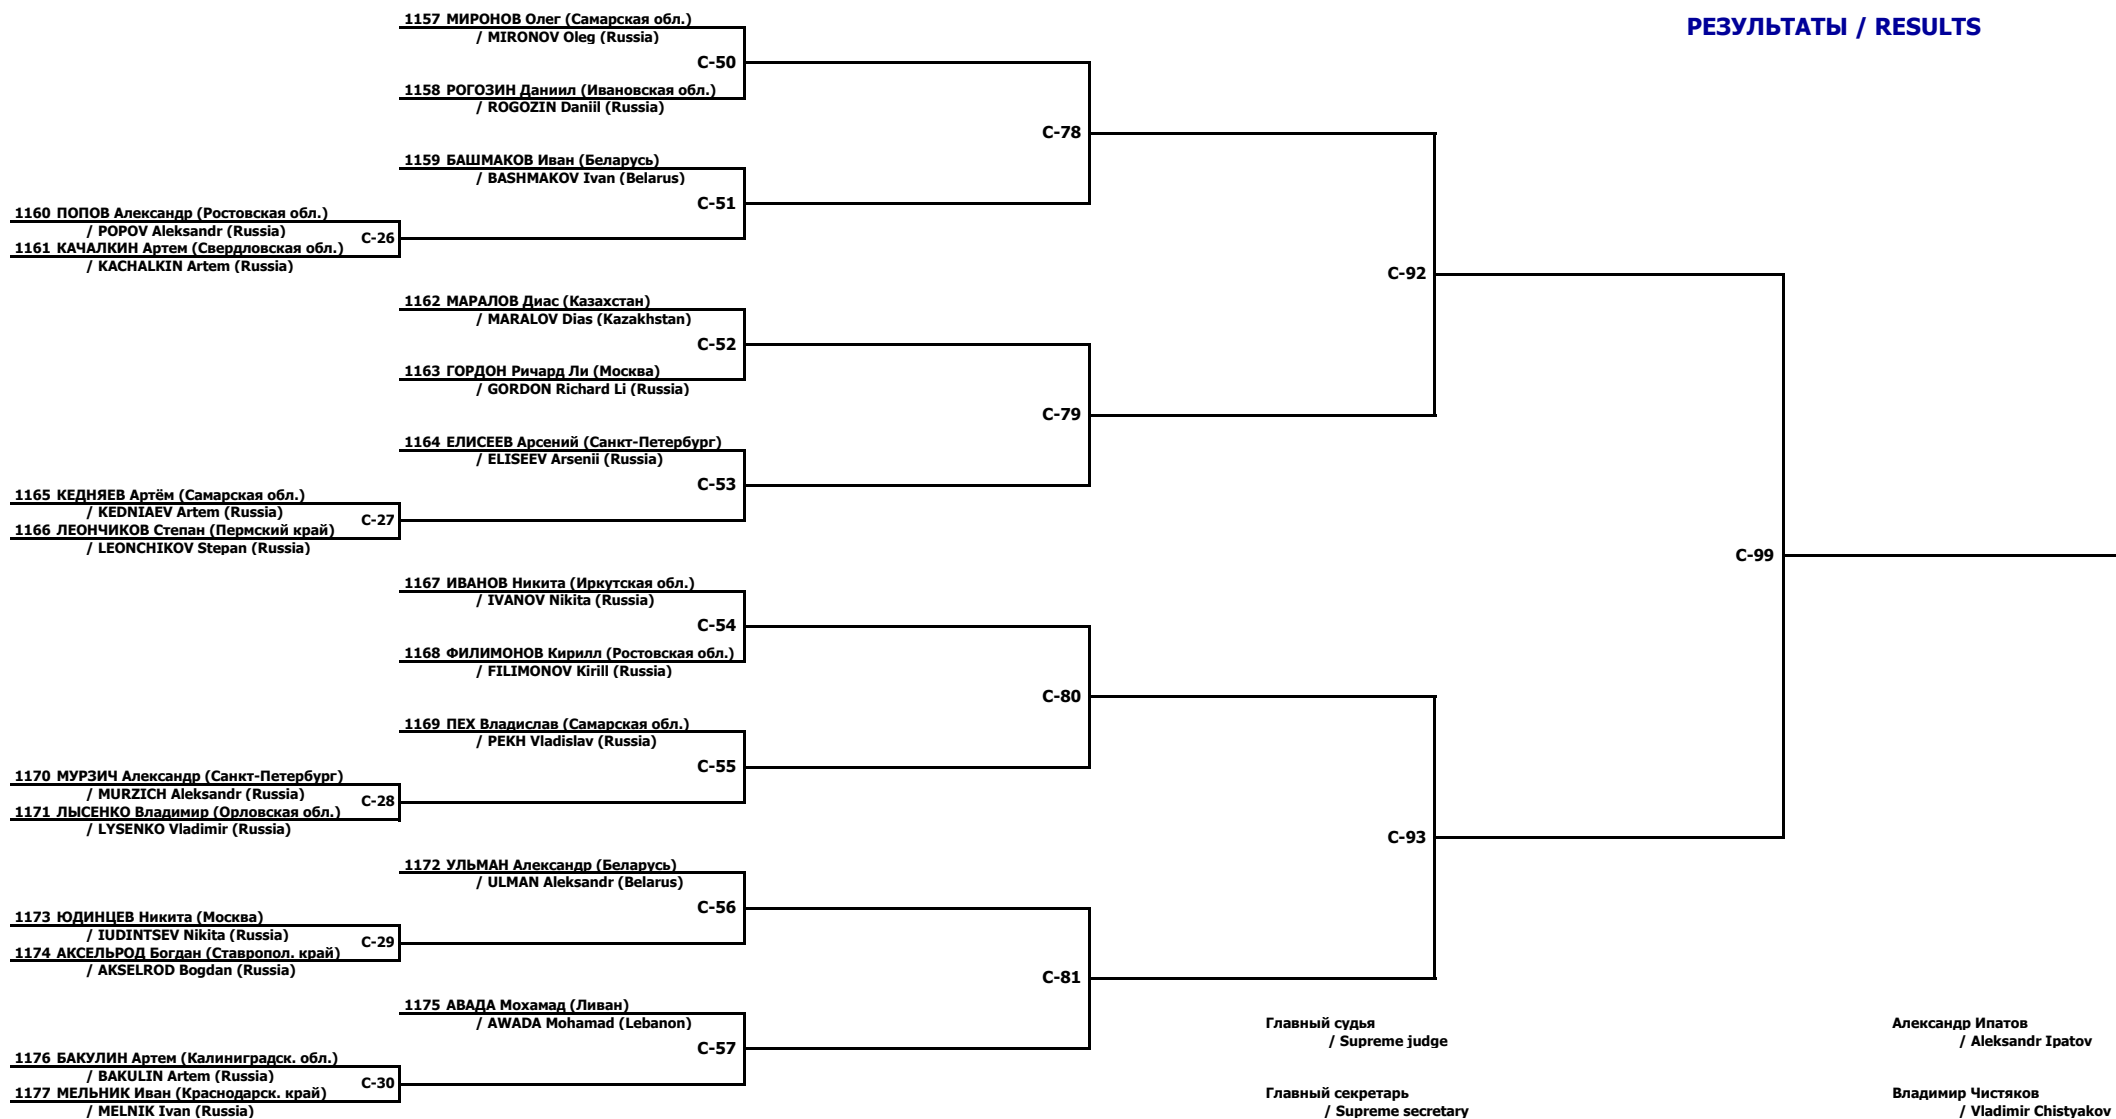 РЕЗУЛЬТАТЫ / RESULTS
1157 МИРОНОВ Олег (Самарская обл.)
/ MIRONOV Oleg (Russia)
C-50
1158 РОГОЗИН Даниил (Ивановская обл.)
/ ROGOZIN Daniil (Russia)
C-78
1159 БАШМАКОВ Иван (Беларусь)
/ BASHMAKOV Ivan (Belarus)
C-51
1160 ПОПОВ Александр (Ростовская обл.)
/ POPOV Aleksandr (Russia)
C-26
1161 КАЧАЛКИН Артем (Свердловская обл.)
/ KACHALKIN Artem (Russia)
C-92
1162 МАРАЛОВ Диас (Казахстан)
/ MARALOV Dias (Kazakhstan)
C-52
1163 ГОРДОН Ричард Ли (Москва)
/ GORDON Richard Li (Russia)
C-79
1164 ЕЛИСЕЕВ Арсений (Санкт-Петербург)
/ ELISEEV Arsenii (Russia)
C-53
1165 КЕДНЯЕВ Артём (Самарская обл.)
/ KEDNIAEV Artem (Russia)
C-27
1166 ЛЕОНЧИКОВ Степан (Пермский край)
/ LEONCHIKOV Stepan (Russia)
C-99
1167 ИВАНОВ Никита (Иркутская обл.)
/ IVANOV Nikita (Russia)
C-54
1168 ФИЛИМОНОВ Кирилл (Ростовская обл.)
/ FILIMONOV Kirill (Russia)
C-80
1169 ПЕХ Владислав (Самарская обл.)
/ PEKH Vladislav (Russia)
C-55
1170 МУРЗИЧ Александр (Санкт-Петербург)
/ MURZICH Aleksandr (Russia)
C-28
1171 ЛЫСЕНКО Владимир (Орловская обл.)
/ LYSENKO Vladimir (Russia)
C-93
1172 УЛЬМАН Александр (Беларусь)
/ ULMAN Aleksandr (Belarus)
C-56
1173 ЮДИНЦЕВ Никита (Москва)
/ IUDINTSEV Nikita (Russia)
C-29
1174 АКСЕЛЬРОД Богдан (Ставропол. край)
/ AKSELROD Bogdan (Russia)
C-81
1175 АВАДА Мохамад (Ливан)
/ AWADA Mohamad (Lebanon)
C-57
1176 БАКУЛИН Артем (Калиниградск. обл.)
/ BAKULIN Artem (Russia)
C-30
1177 МЕЛЬНИК Иван (Краснодарск. край)
/ MELNIK Ivan (Russia)
Главный судья
/ Supreme judge
Александр Ипатов
/ Aleksandr Ipatov
Главный секретарь
/ Supreme secretary
Владимир Чистяков
/ Vladimir Chistyakov